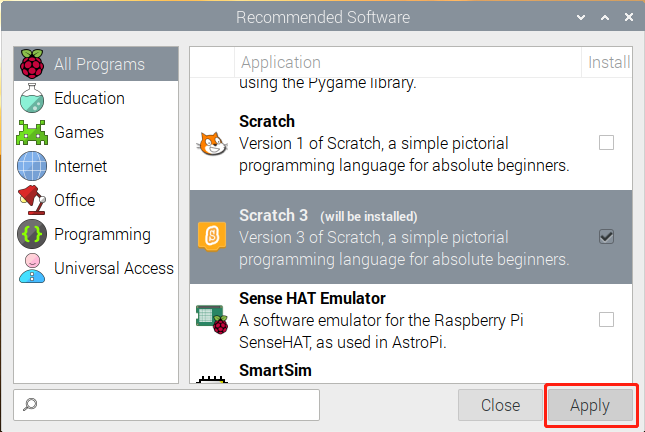 Recommended Software
All Programs
Education
Games
Internet
Office
Programming
Universal Access
Application Install
using the Pygame library.
Scratch
Version 1 of Scratch, a simple pictorial
programming language for absolute beginners.
Scratch 3 (will be installed)
Version 3 of Scratch, a simple pictorial
programming language for absolute beginners.
Sense HAT Emulator
A software emulator for the Raspberry Pi
SenseHAT, as used in AstroPi.
SmartSim
Close Apply